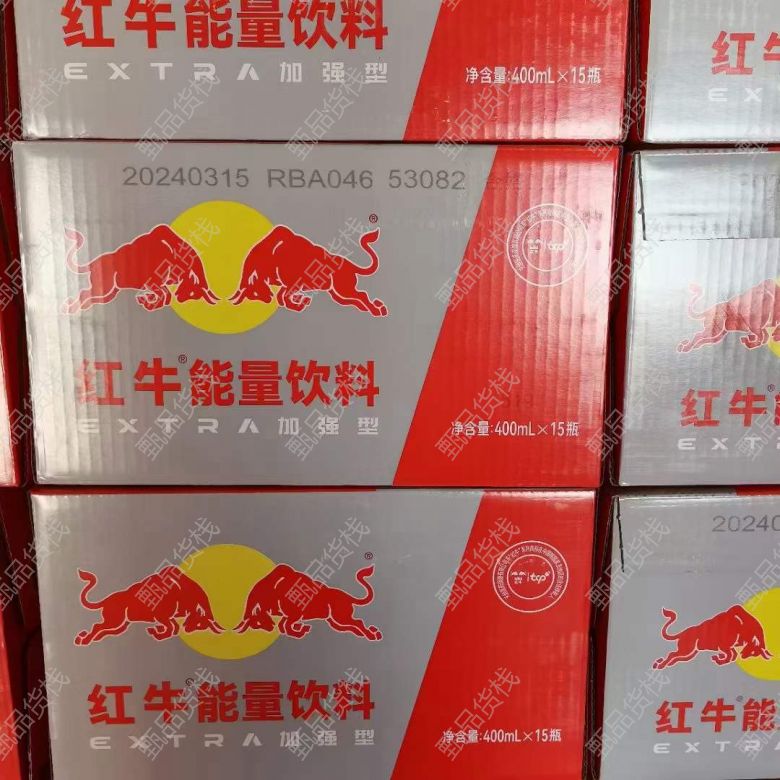 红牛能量饮料
EXTRA加强型
净含量:400mL×15瓶
红牛
EX
20240315 RBA046 53082
®
tcp
红牛®能量饮料
EXTRA加强型
净含量:400mL×15瓶
红牛
EXT
®
tcp
红牛®能量饮料
EXTRA加强型
净含量:400mL×15瓶
20240
红牛®能
EXTRA
甄品货栈